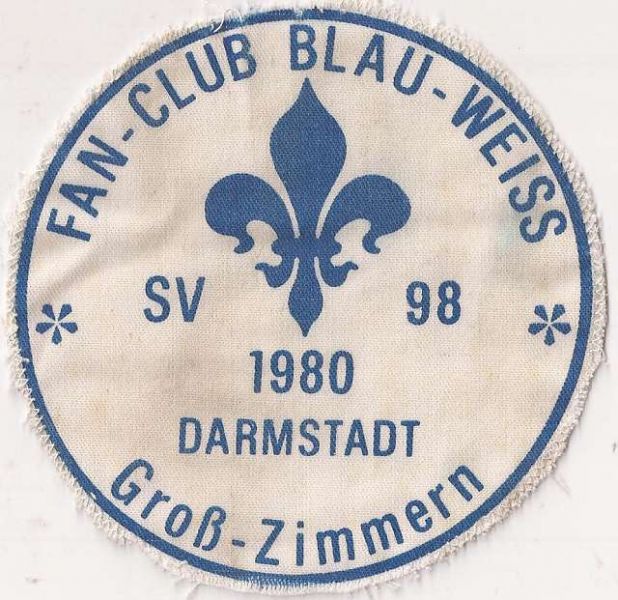 FAN-CLUB BLAU-WEISS
* SV 98 *
1980
DARMSTADT
Groß-Zimmern